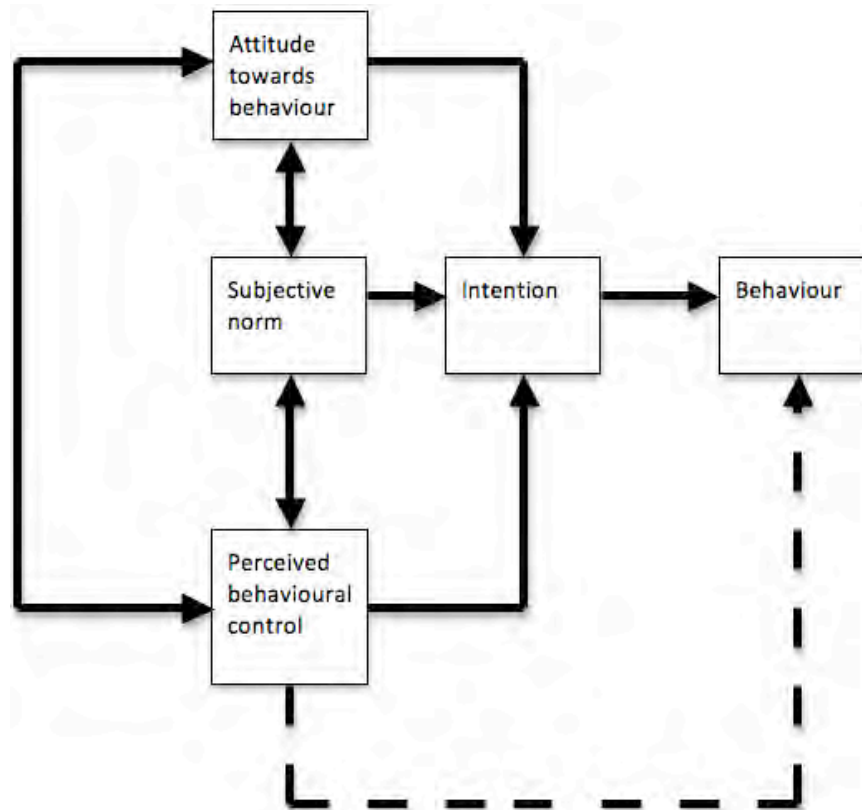 Attitude
towards
behaviour
Subjective
norm
Intention
Behaviour
Perceived
behavioural
control